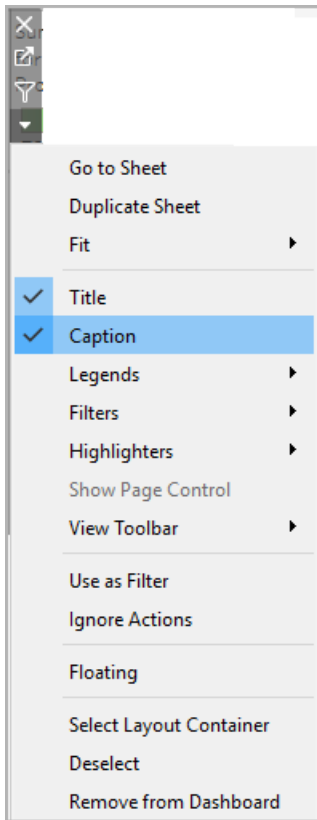 Go to Sheet
Duplicate Sheet
Fit
Title
Caption
Legends
Filters
Highlighters
Show Page Control
View Toolbar
Use as Filter
Ignore Actions
Floating
Select Layout Container
Deselect
Remove from Dashboard